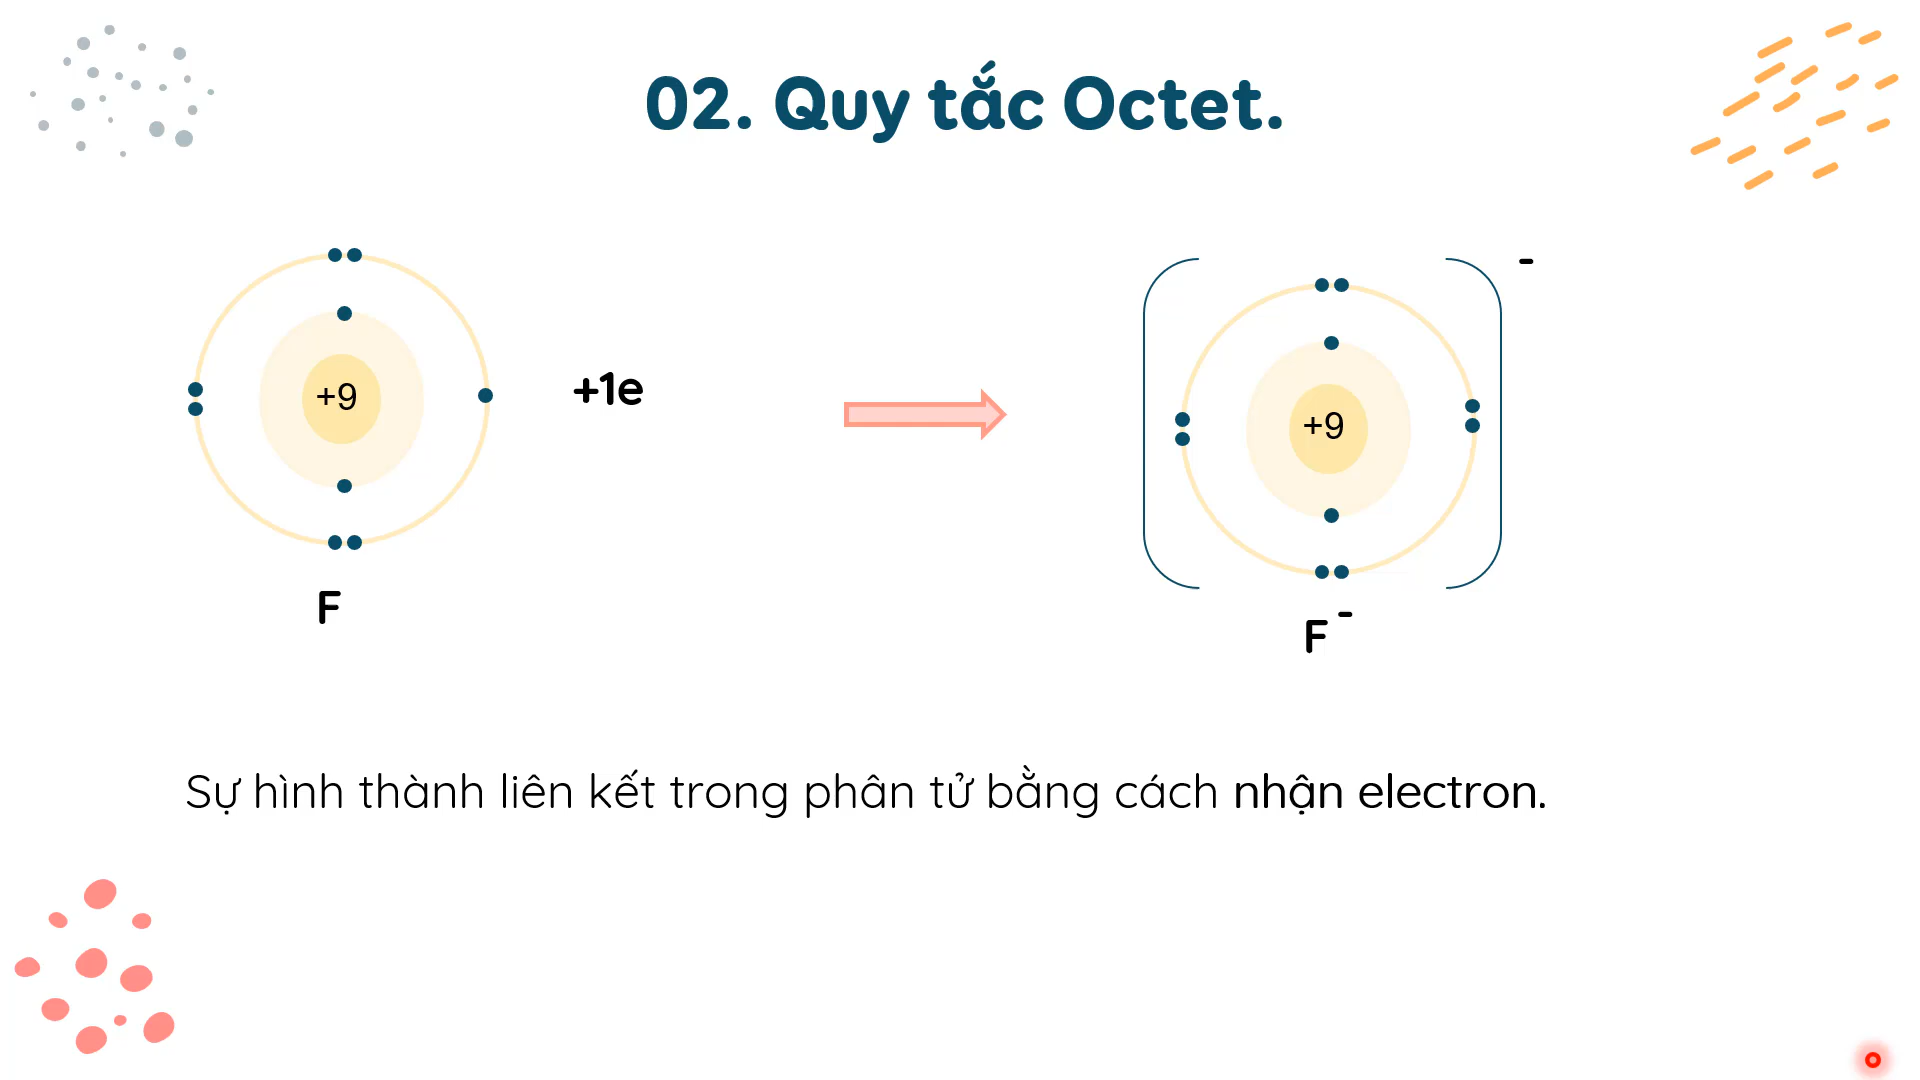 02. Quy tắc Octet.
+9
+1e
+9
-
F
F -
Sự hình thành liên kết trong phân tử bằng cách nhận electron.